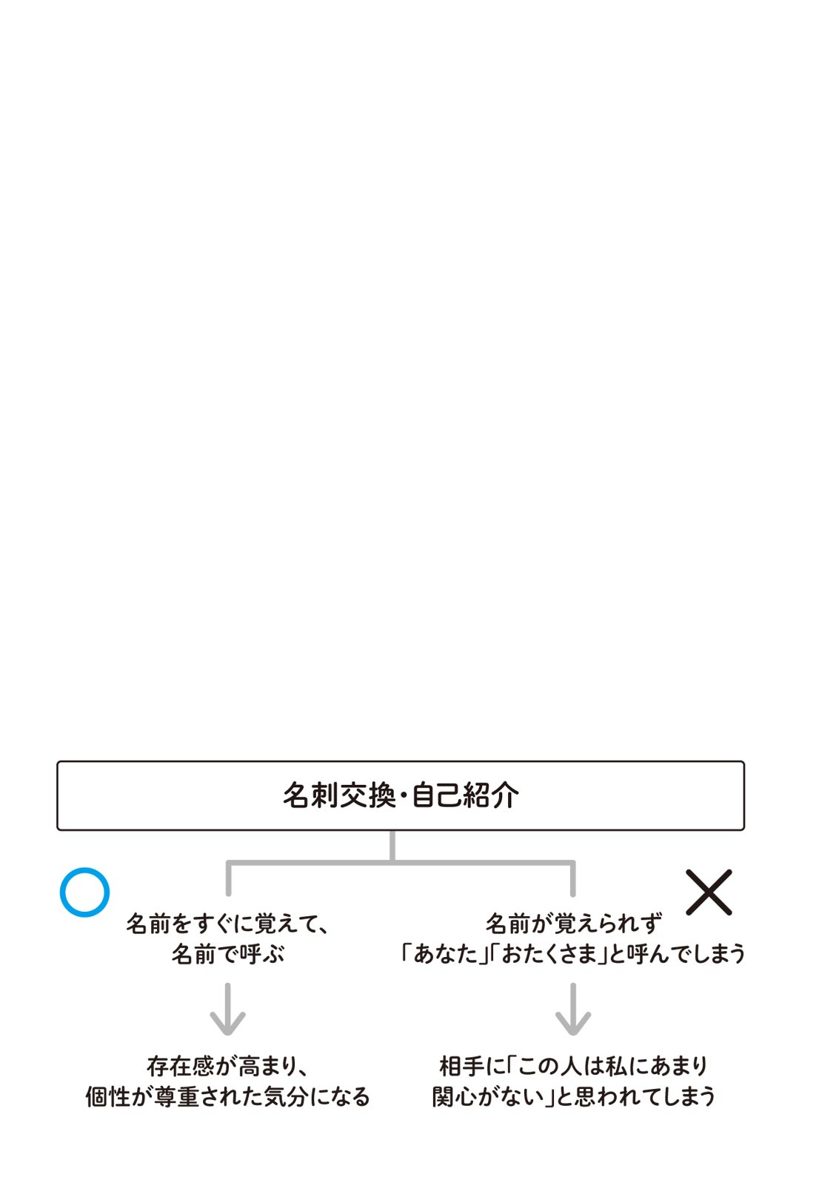 名刺交換・自己紹介
名前をすぐに覚えて、
名前で呼ぶ
存在感が高まり、
個性が尊重された気分になる
名前が覚えられず
「あなた」「おたくさま」と呼んでしまう
相手に「この人は私にあまり
関心がない」と思われてしまう